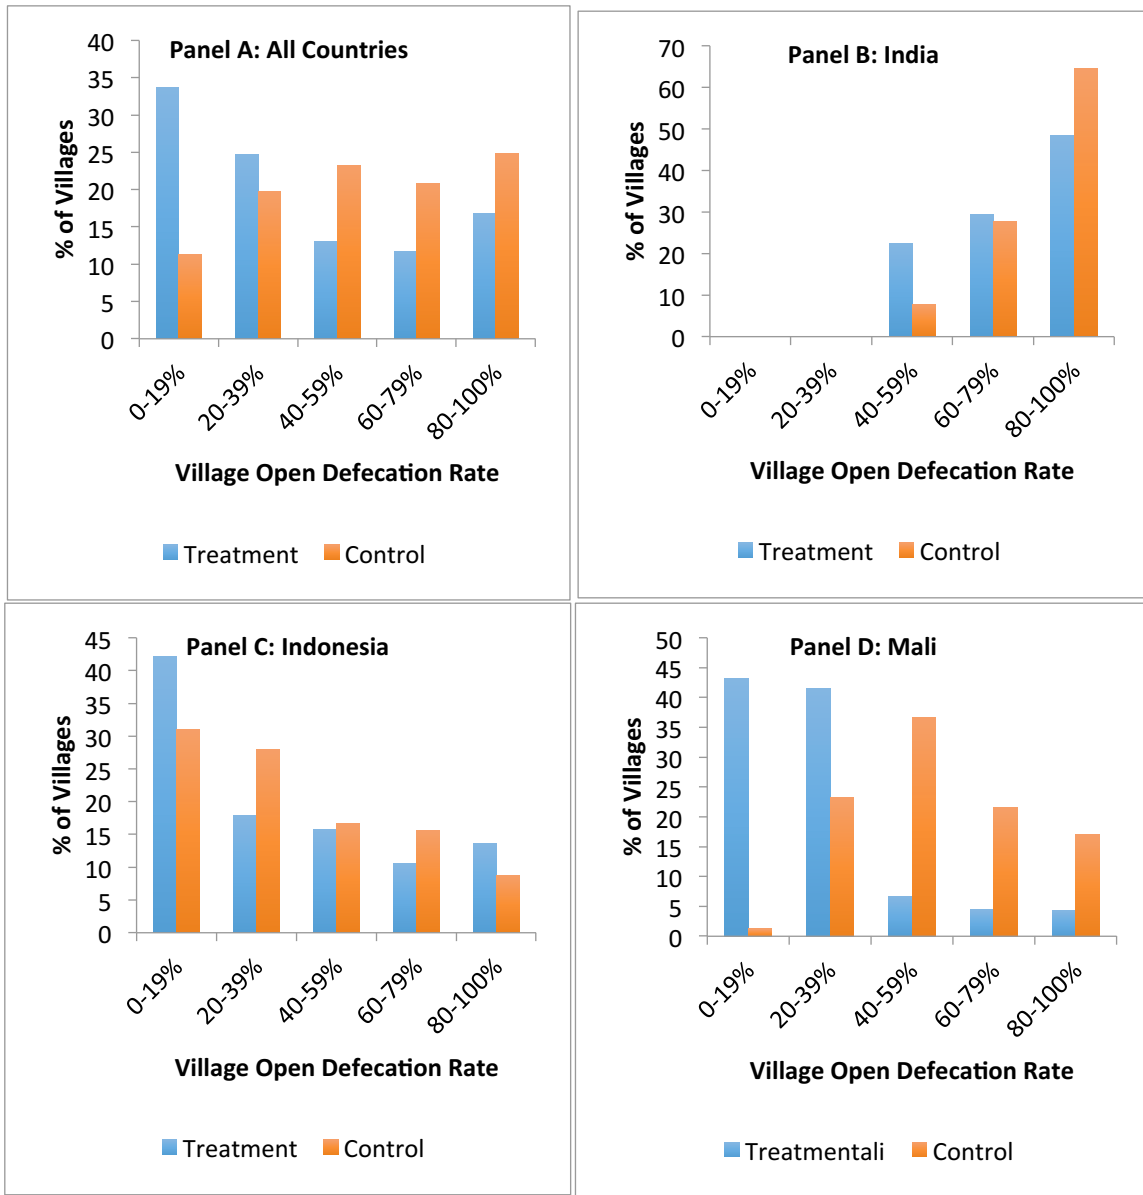 Panel A: All Countries
% of Villages
40
35
30
25
20
15
10
5
0
0-19%
20-39%
40-59%
60-79%
80-100%
Village Open Defecation Rate
Treatment
Control
Panel B: India
% of Villages
70
60
50
40
30
20
10
0
0-19%
20-39%
40-59%
60-79%
80-100%
Village Open Defecation Rate
Treatment
Control
Panel C: Indonesia
% of Villages
45
40
35
30
25
20
15
10
5
0
0-19%
20-39%
40-59%
60-79%
80-100%
Village Open Defecation Rate
Treatment
Control
Panel D: Mali
% of Villages
50
45
40
35
30
25
20
15
10
5
0
0-19%
20-39%
40-59%
60-79%
80-100%
Village Open Defecation Rate
Treatmentali
Control